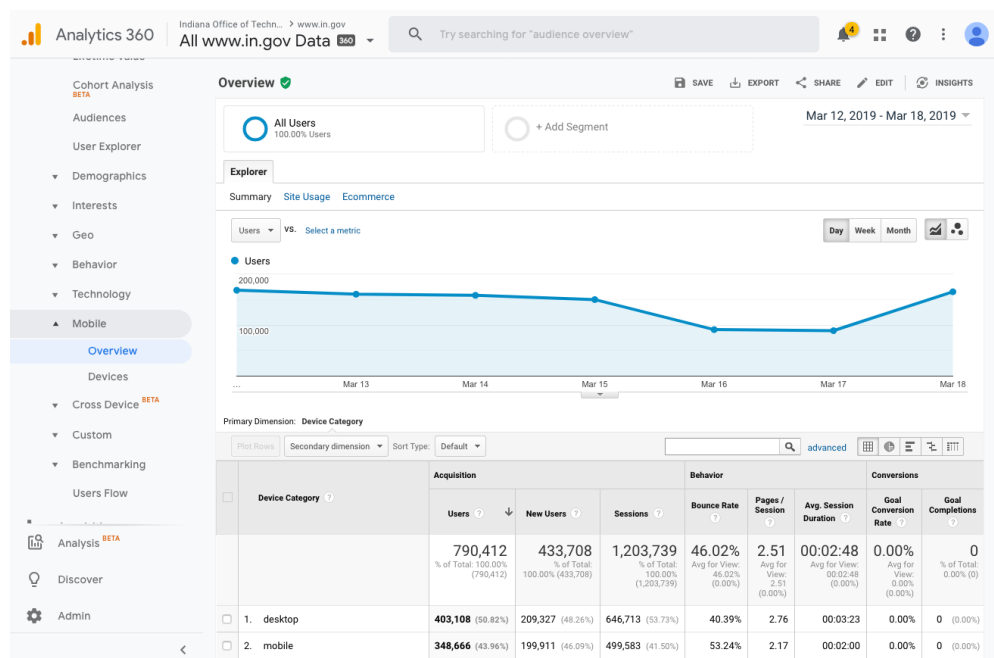 Analytics 360
Indiana Office of Techn... > www.in.gov
All www.in.gov Data 360
Try searching for "audience overview"
4
Lifetime Value
Cohort Analysis
BETA
Audiences
User Explorer
Demographics
Interests
Geo
Behavior
Technology
Mobile
Overview
Devices
Cross Device BETA
Custom
Benchmarking
Users Flow
Analysis BETA
Discover
Admin
Overview
SAVE
EXPORT
SHARE
EDIT
INSIGHTS
All Users
100.00% Users
+ Add Segment
Mar 12, 2019 - Mar 18, 2019
Explorer
Summary Site Usage Ecommerce
Users VS. Select a metric
Day Week Month
Users
200,000
100,000
... Mar 13 Mar 14 Mar 15 Mar 16 Mar 17 Mar 18
Primary Dimension: Device Category
Plot Rows Secondary dimension Sort Type: Default advanced
Acquisition Behavior Conversions
Device Category ?
Users ?
New Users ?
Sessions ?
Bounce Rate
?
Pages /
Session
?
Avg. Session
Duration ?
Goal
Conversion
Rate ?
Goal
Completions
?
790,412
% of Total: 100.00%
(790,412)
433,708
% of Total:
100.00% (433,708)
1,203,739
% of Total:
100.00%
(1,203,739)
46.02%
Avg for View:
46.02%
(0.00%)
2.51
Avg for
View:
2.51
(0.00%)
00:02:48
Avg for View:
00:02:48
(0.00%)
0.00%
Avg for
View:
0.00%
(0.00%)
0
% of Total:
0.00% (0)
1. desktop 403,108 (50.82%) 209,327 (48.26%) 646,713 (53.73%) 40.39% 2.76 00:03:23 0.00% 0 (0.00%)
2. mobile 348,666 (43.96%) 199,911 (46.09%) 499,583 (41.50%) 53.24% 2.17 00:02:00 0.00% 0 (0.00%)